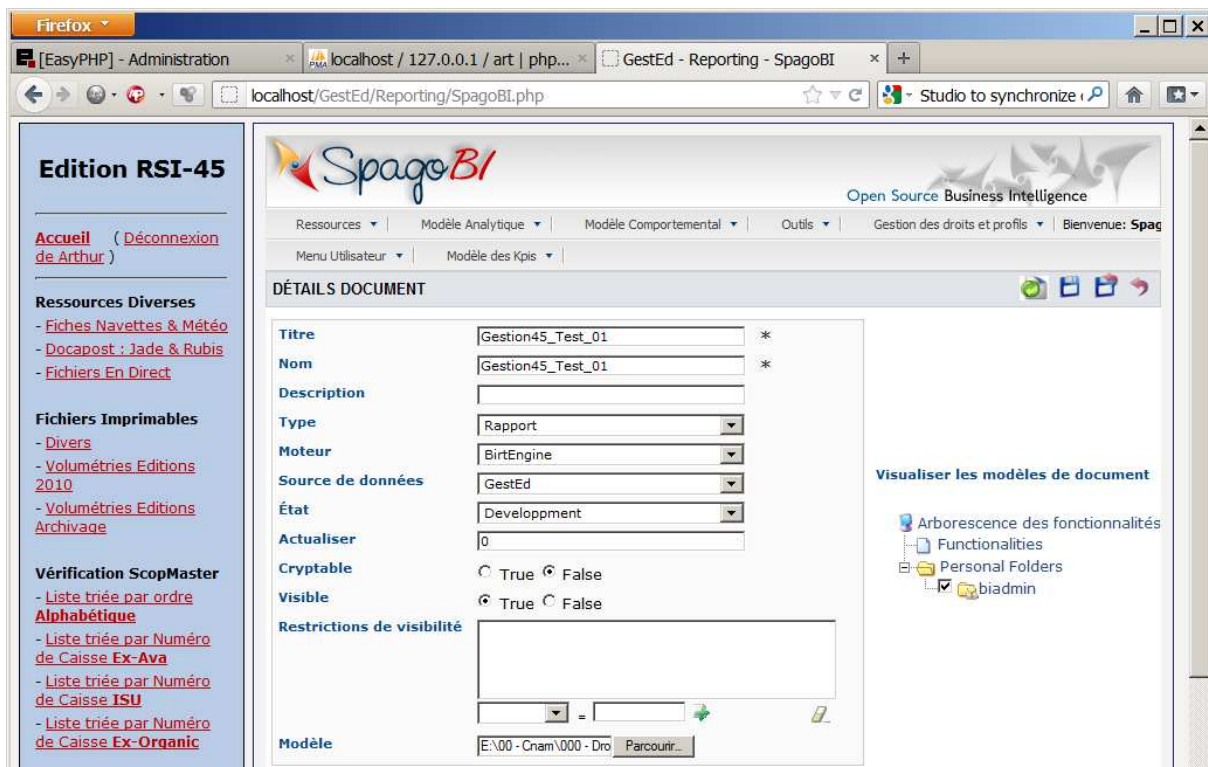 Firefox
[EasyPHP] - Administration
localhost / 127.0.0.1 / art | php...
GestEd - Reporting - SpagoBI
localhost/GestEd/Reporting/SpagoBI.php
Studio to synchronize
Edition RSI-45
Accueil ( Déconnexion
de Arthur )
Ressources Diverses
- Fiches Navettes & Météo
- Docapost : Jade & Rubis
- Fichiers En Direct
Fichiers Imprimables
- Divers
- Volumétries Editions
2010
- Volumétries Editions
Archivage
Vérification ScopMaster
- Liste triée par ordre
Alphabétique
- Liste triée par Numéro
de Caisse Ex-Ava
- Liste triée par Numéro
de Caisse ISU
- Liste triée par Numéro
de Caisse Ex-Organic
SpagoBI
Open Source Business Intelligence
Ressources Modèle Analytique Modèle Comportemental Outils Gestion des droits et profils Bienvenue: Spag
Menu Utilisateur Modèle des Kpis
DÉTAILS DOCUMENT
Titre Gestion45_Test_01 *
Nom Gestion45_Test_01 *
Description
Type Rapport
Moteur BirtEngine
Source de données GestEd
État Developpment
Actualiser 0
Cryptable True False
Visible True False
Restrictions de visibilité
=
Modèle E:\00 - Cnam\000 - Dro Parcourir...
Visualiser les modèles de document
Arborescence des fonctionnalités
Functionalities
Personal Folders
biadmin